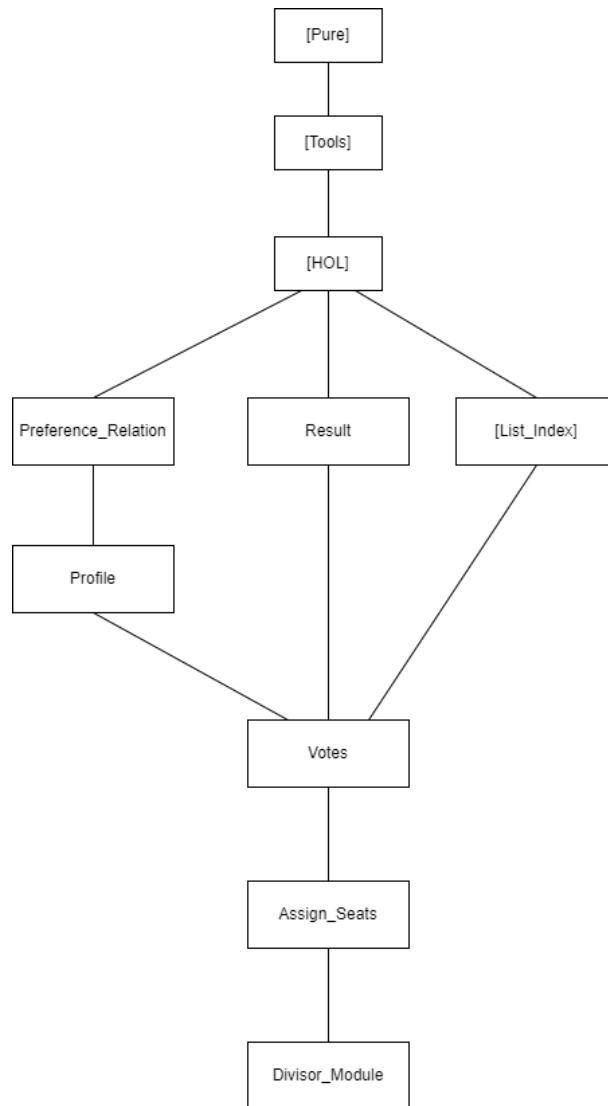 [Pure]
[Tools]
[HOL]
Preference_Relation
Result
[List_Index]
Profile
Votes
Assign_Seats
Divisor_Module